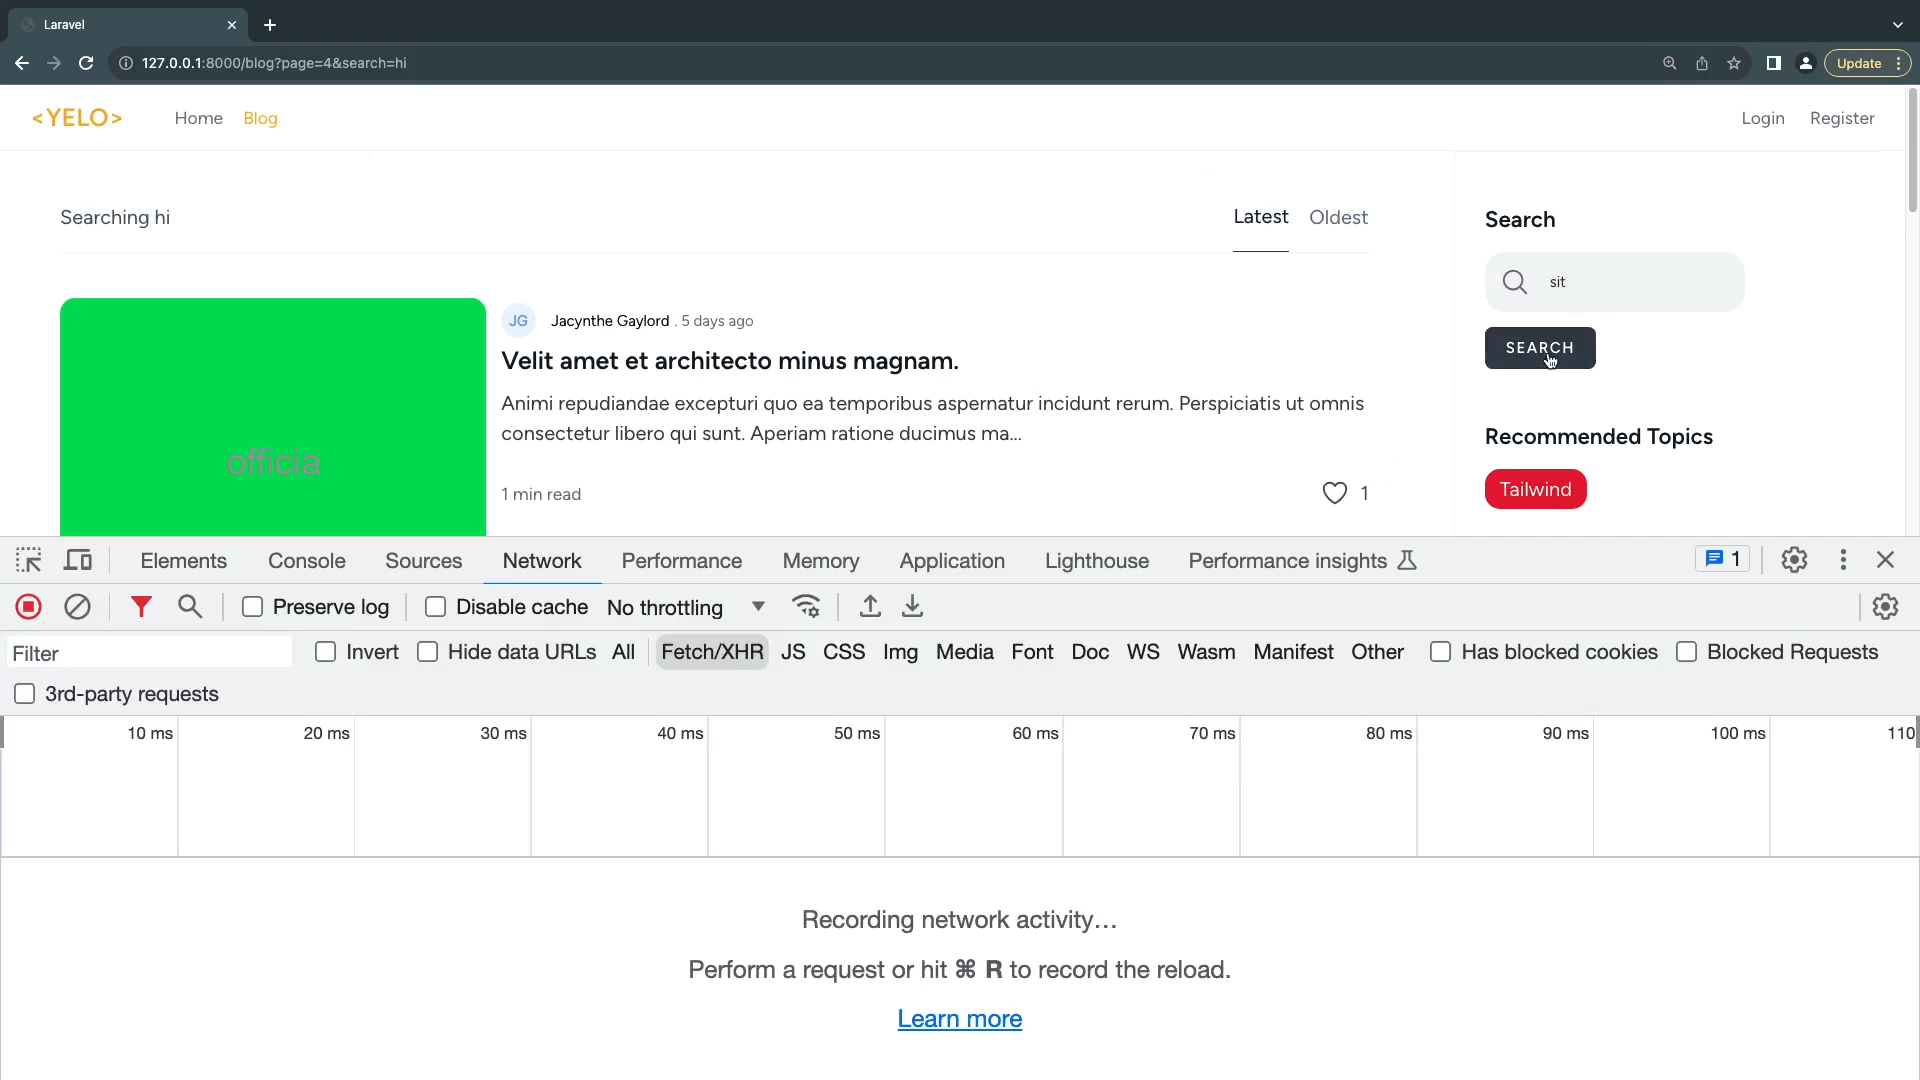 Laravel
127.0.0.1:8000/blog?page=4&search=hi
Update
<YELO>
Home Blog
Login Register
Searching hi
Latest Oldest
Search
sit
SEARCH
JG Jacynthe Gaylord . 5 days ago
Velit amet et architecto minus magnam.
Animi repudiandae excepturi quo ea temporibus aspernatur incidunt rerum. Perspiciatis ut omnis
consectetur libero qui sunt. Aperiam ratione ducimus ma...
officia
1 min read
1
Recommended Topics
Tailwind
Elements Console Sources Network Performance Memory Application Lighthouse Performance insights 1
Preserve log Disable cache No throttling
Filter Invert Hide data URLs All Fetch/XHR JS CSS Img Media Font Doc WS Wasm Manifest Other Has blocked cookies Blocked Requests
3rd-party requests
10 ms 20 ms 30 ms 40 ms 50 ms 60 ms 70 ms 80 ms 90 ms 100 ms 110
Recording network activity…
Perform a request or hit ⌘ R to record the reload.
Learn more